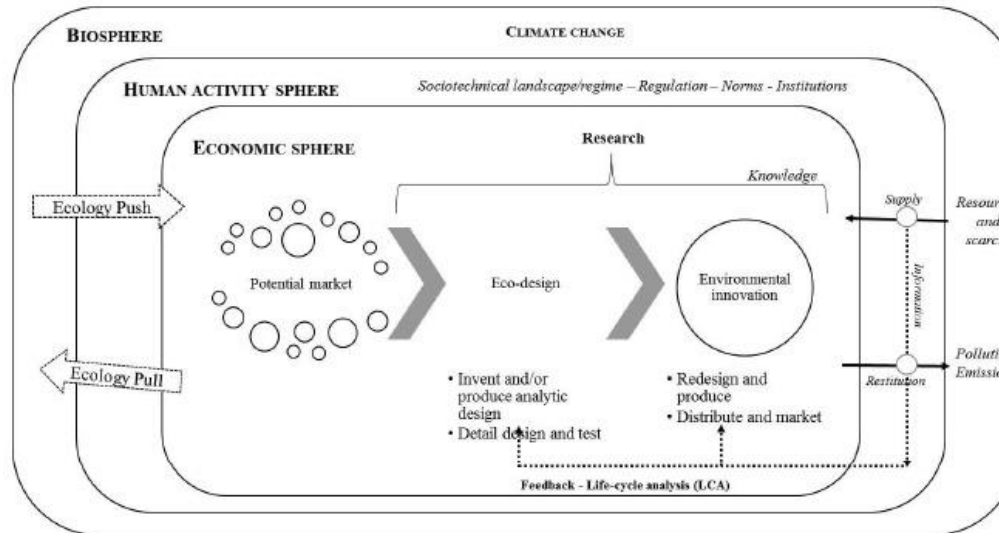 BIOSPHERE
CLIMATE CHANGE
HUMAN ACTIVITY SPHERE
Sociotechnical landscape/regime – Regulation – Norms - Institutions
ECONOMIC SPHERE
Research
Knowledge
Ecology Push
Supply
Potential market
Eco-design
Environmental
innovation
Information
Ecology Pull
Restitution
• Invent and/or
produce analytic
design
• Detail design and test
• Redesign and
produce
• Distribute and market
Feedback - Life-cycle analysis (LCA)
and